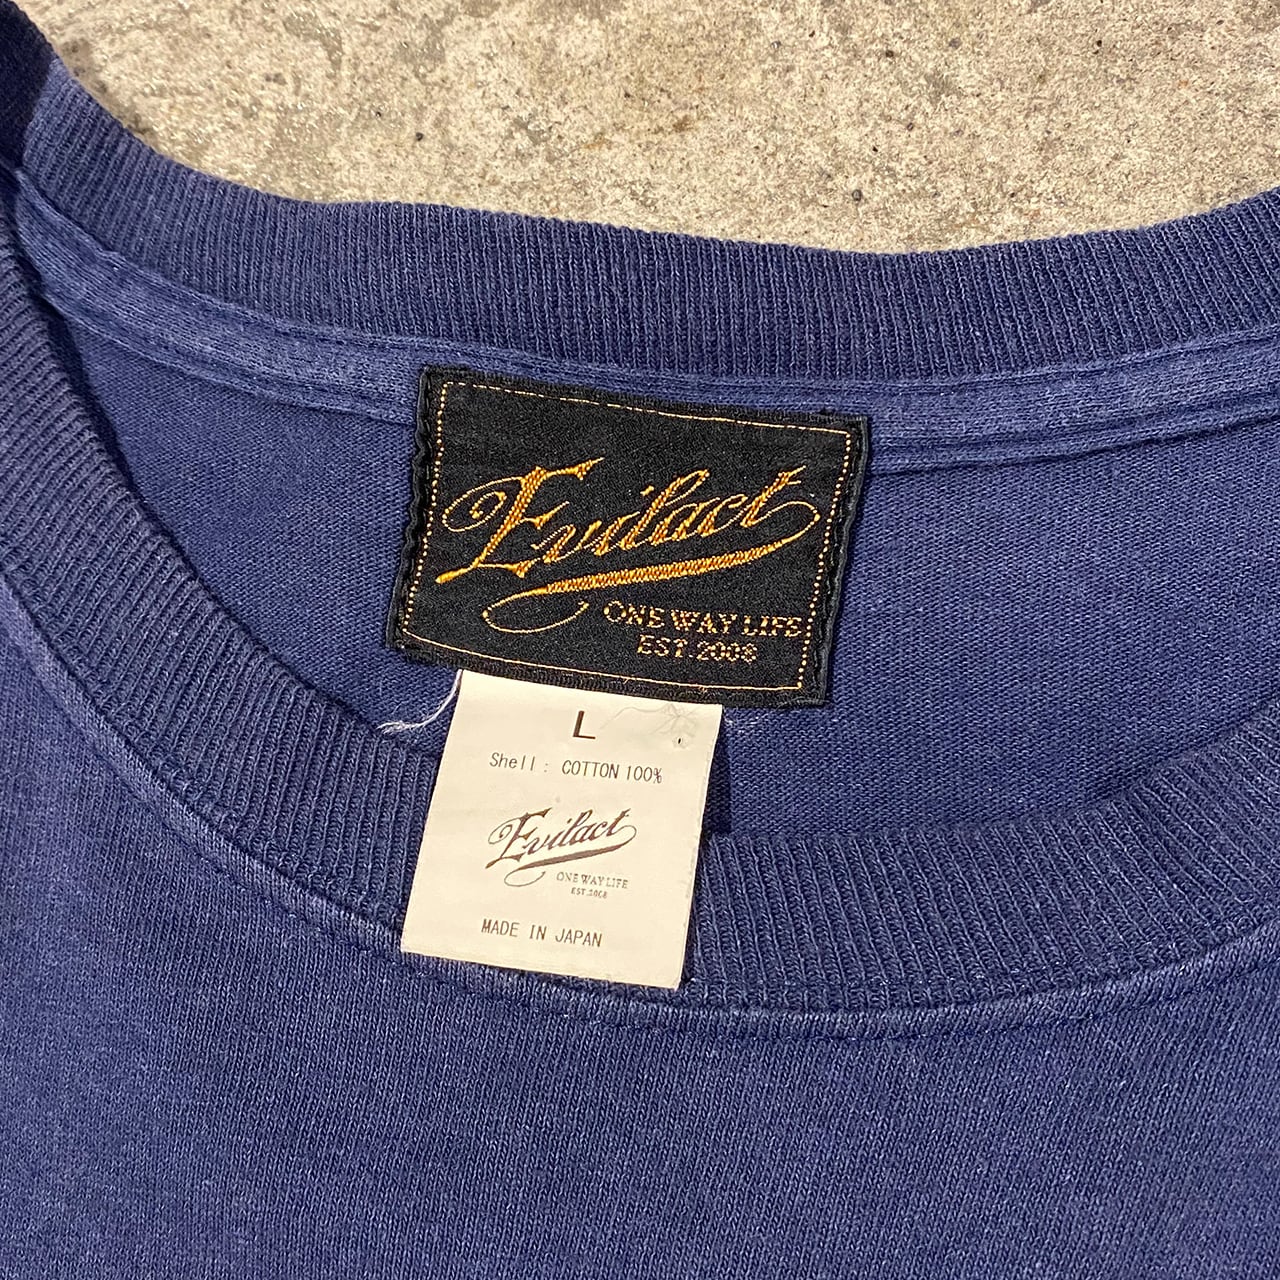 Evilact
ONE WAY LIFE
EST. 2008
L
Shell : COTTON 100%
Evilact
ONE WAY LIFE
EST. 2008
MADE IN JAPAN